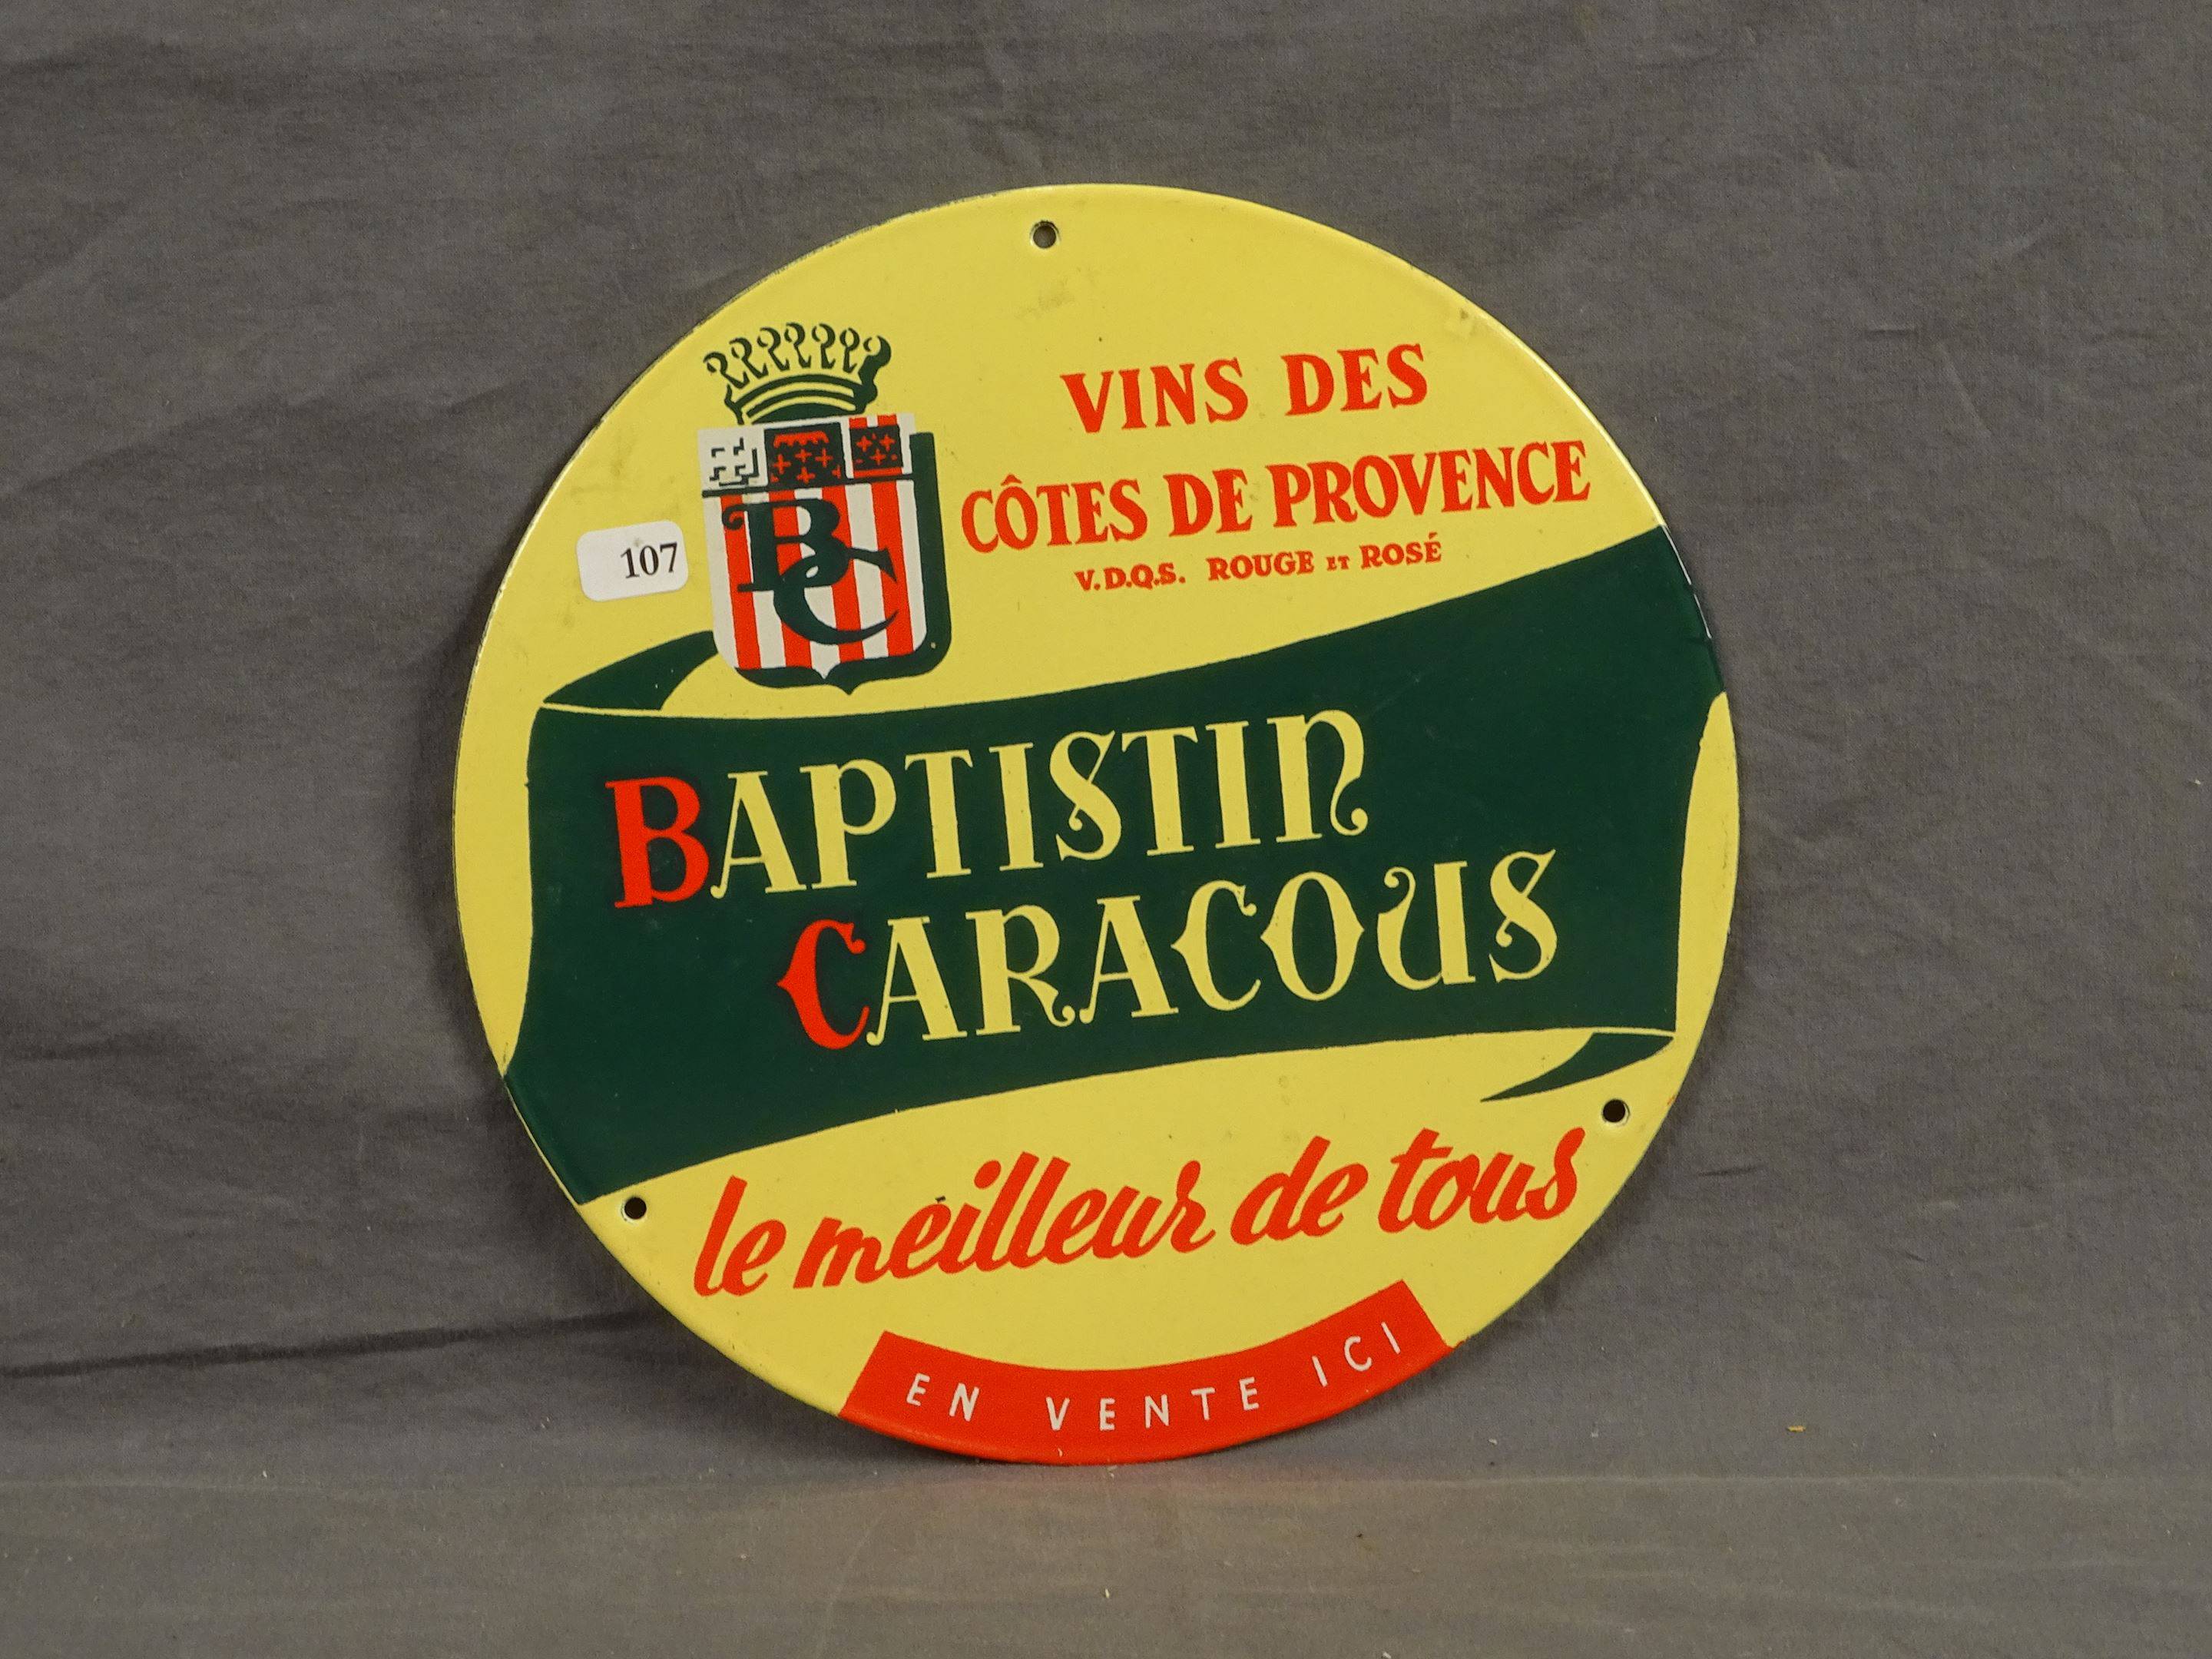 VINS DES
CÔTES DE PROVENCE
V.D.Q.S. ROUGE ET ROSÉ
107
BC
BAPTISTIN
CARACOUS
le meilleur de tous
EN VENTE ICI